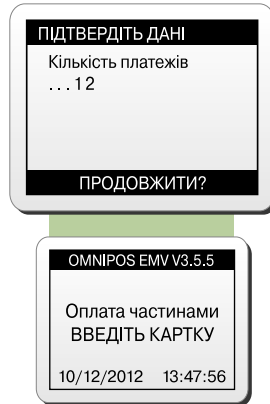 ПІДТВЕРДІТЬ ДАНІ
Кількість платежів
...12
ПРОДОВЖИТИ?
OMNIPOS EMV V3.5.5
Оплата частинами
ВВЕДІТЬ КАРТКУ
10/12/2012 13:47:56